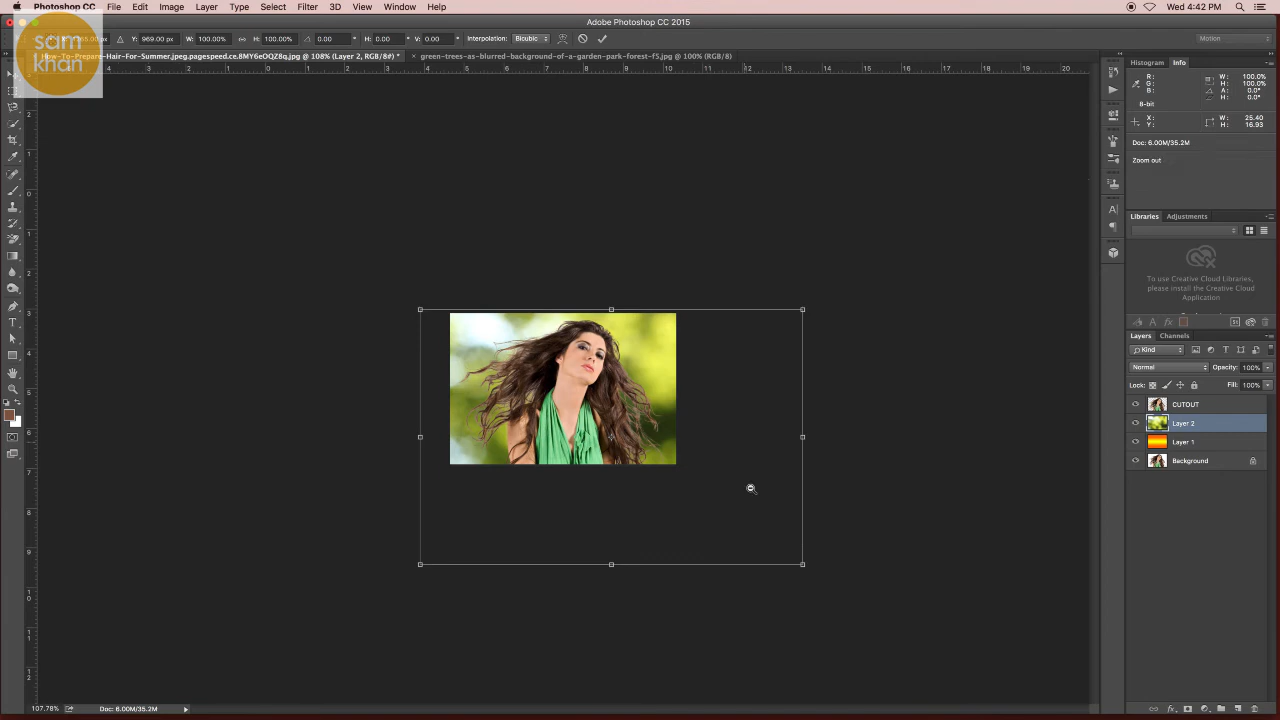 Photoshop CC File Edit Image Layer Type Select Filter 3D View Window Help Wed 4:42 PM
Adobe Photoshop CC 2015
Y: 969.00 px W: 100.00% H: 100.00% 0.00 H: 0.00 V: 0.00 Interpolation: Bicubic Motion
sam
khan
How-To-Prepare-Hair-For-Summer.jpeg.pagespeed.ce.8MY6eOQZ8q.jpg @ 108% (Layer 2, RGB/8#) * × green-trees-as-blurred-background-of-a-garden-park-forest-f5.jpg @ 100% (RGB/8)
Histogram Info
R: W: 100.0%
G: H: 100.0%
B: A: 0.0°
H: 0.0°
8-bit
X: W: 25.40
Y: H: 16.93
Doc: 6.00M/35.2M
Zoom out
Libraries Adjustments
To use Creative Cloud Libraries,
please install the Creative Cloud
Application
Layers Channels
Kind
Normal Opacity: 100%
Lock: Fill: 100%
CUTOUT
Layer 2
Layer 1
Background
107.78% Doc: 6.00M/35.2M